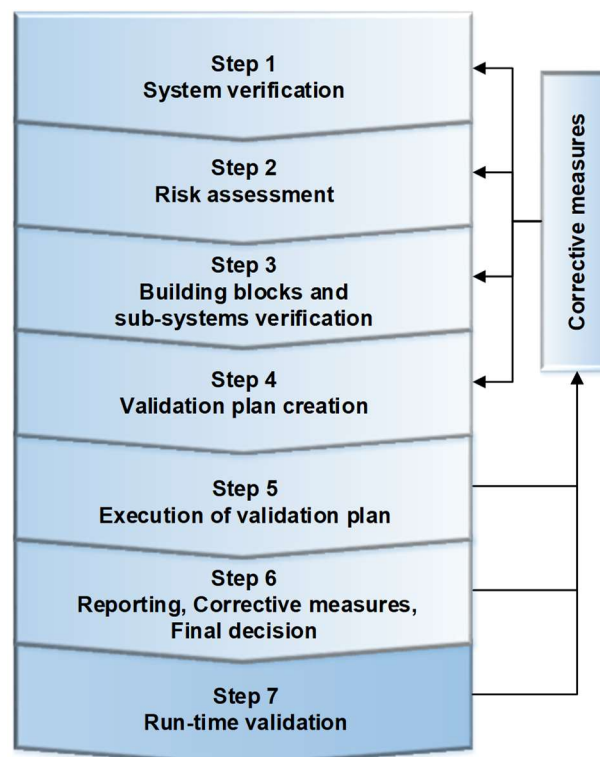 Step 1
System verification
Step 2
Risk assessment
Step 3
Building blocks and
sub-systems verification
Step 4
Validation plan creation
Step 5
Execution of validation plan
Step 6
Reporting, Corrective measures,
Final decision
Step 7
Run-time validation
Corrective measures